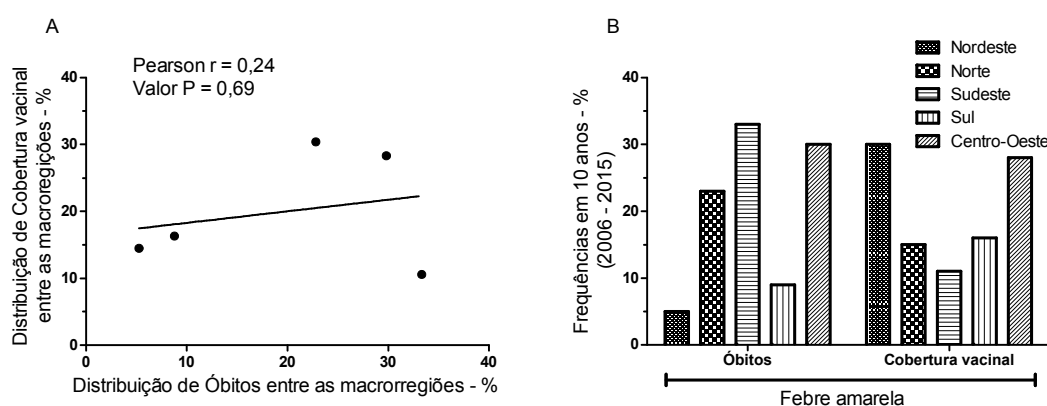 A
Pearson r = 0,24
Valor P = 0,69
Distribuição de Cobertura vacinal
entre as macroregições - %
40
30
20
10
0
0 10 20 30 40
Distribuição de Óbitos entre as macrorregiões - %
B
Nordeste
Norte
Sudeste
Sul
Centro-Oeste
Frequências em 10 anos - %
(2006 - 2015)
40
30
20
10
0
Óbitos Cobertura vacinal
Febre amarela